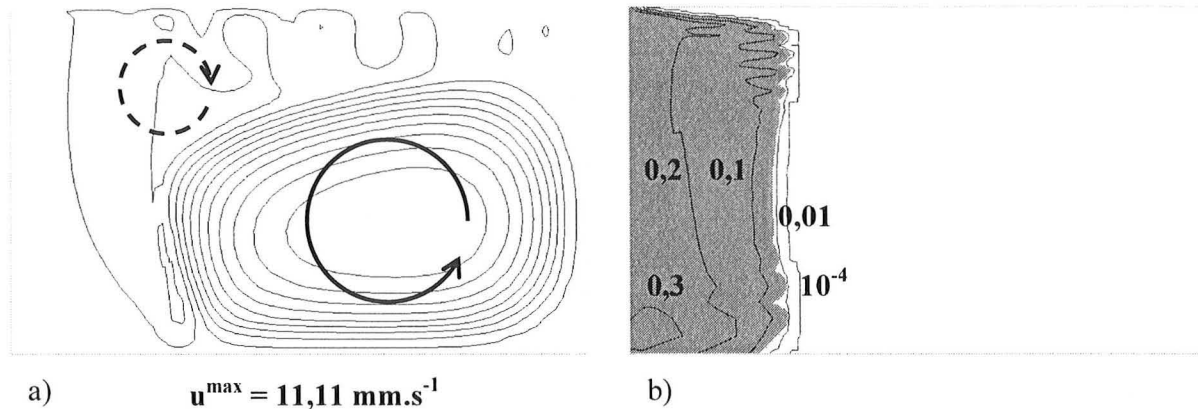 0,2 0,1
0,01
0,3 10⁻⁴
a) uᵐᵃˣ = 11,11 mm.s⁻¹ b)